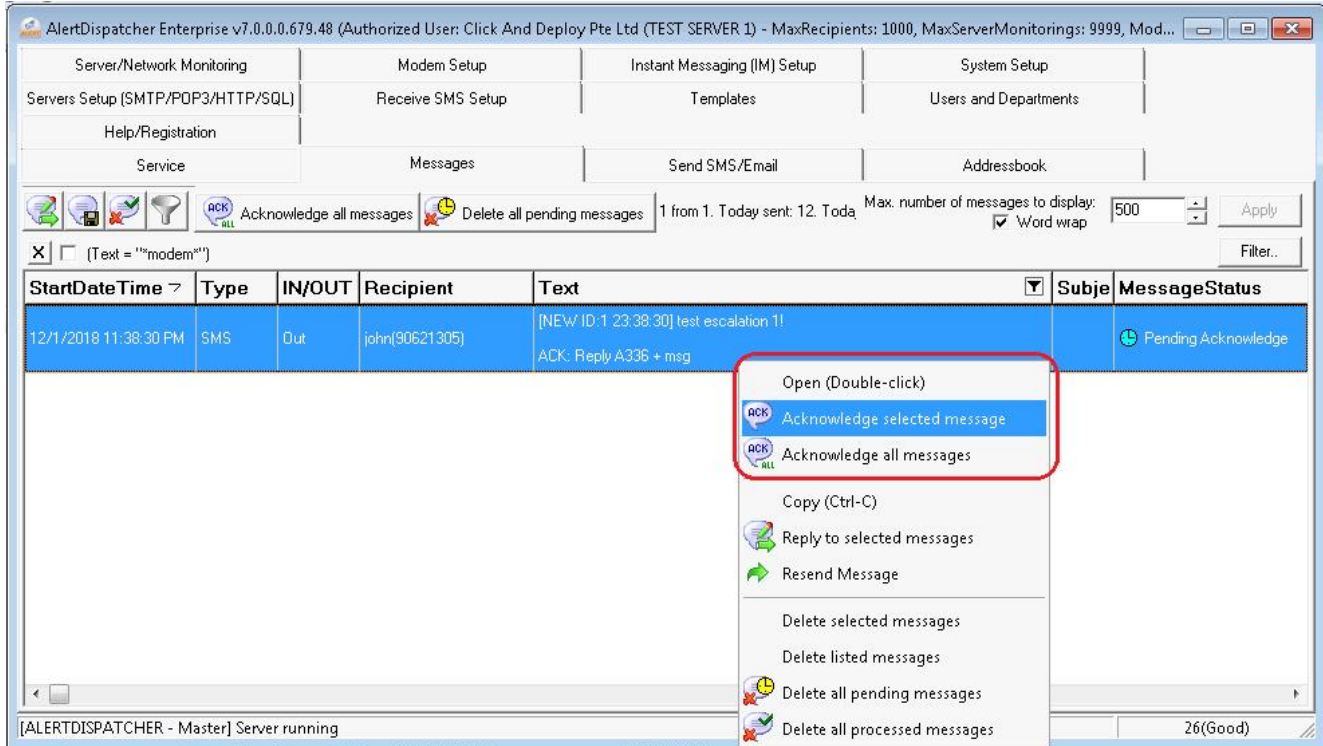 AlertDispatcher Enterprise v7.0.0.0.679.48 (Authorized User: Click And Deploy Pte Ltd (TEST SERVER 1) - MaxRecipients: 1000, MaxServerMonitorings: 9999, Mod...
Server/Network Monitoring Modem Setup Instant Messaging (IM) Setup System Setup
Servers Setup (SMTP/POP3/HTTP/SQL) Receive SMS Setup Templates Users and Departments
Help/Registration
Service Messages Send SMS/Email Addressbook
ACK ALL Acknowledge all messages Delete all pending messages 1 from 1. Today sent: 12. Toda Max. number of messages to display: 500 Apply
Word wrap
X (Text = "*modem*") Filter..
StartDateTime Type IN/OUT Recipient Text Subje MessageStatus
[NEW ID:1 23:38:30] test escalation 1!
12/1/2018 11:38:30 PM SMS Out john(90621305) Pending Acknowledge
ACK: Reply A336 + msg
Open (Double-click)
ACK Acknowledge selected message
ACK ALL Acknowledge all messages
Copy (Ctrl-C)
Reply to selected messages
Resend Message
Delete selected messages
Delete listed messages
Delete all pending messages
Delete all processed messages
[ALERTDISPATCHER - Master] Server running 26(Good)